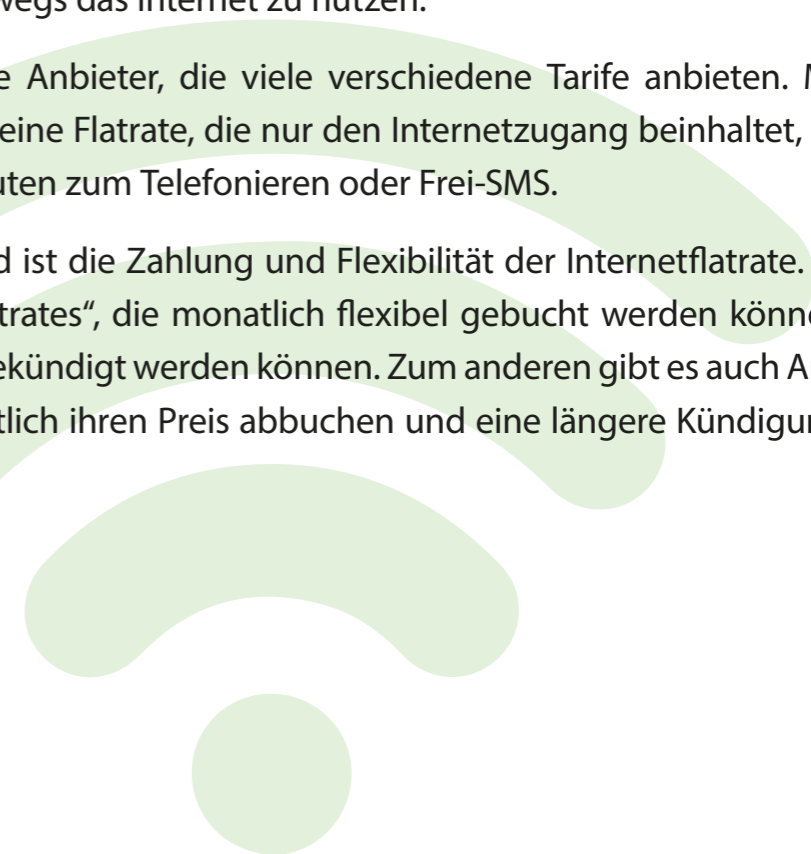 wegs das Internet zu nutzen.
e Anbieter, die viele verschiedene Tarife anbieten. M
eine Flatrate, die nur den Internetzugang beinhaltet,
uten zum Telefonieren oder Frei-SMS.
d ist die Zahlung und Flexibilität der Internetflatrate.
trates“, die monatlich flexibel gebucht werden könne
ekündigt werden können. Zum anderen gibt es auch A
tlich ihren Preis abbuchen und eine längere Kündigun